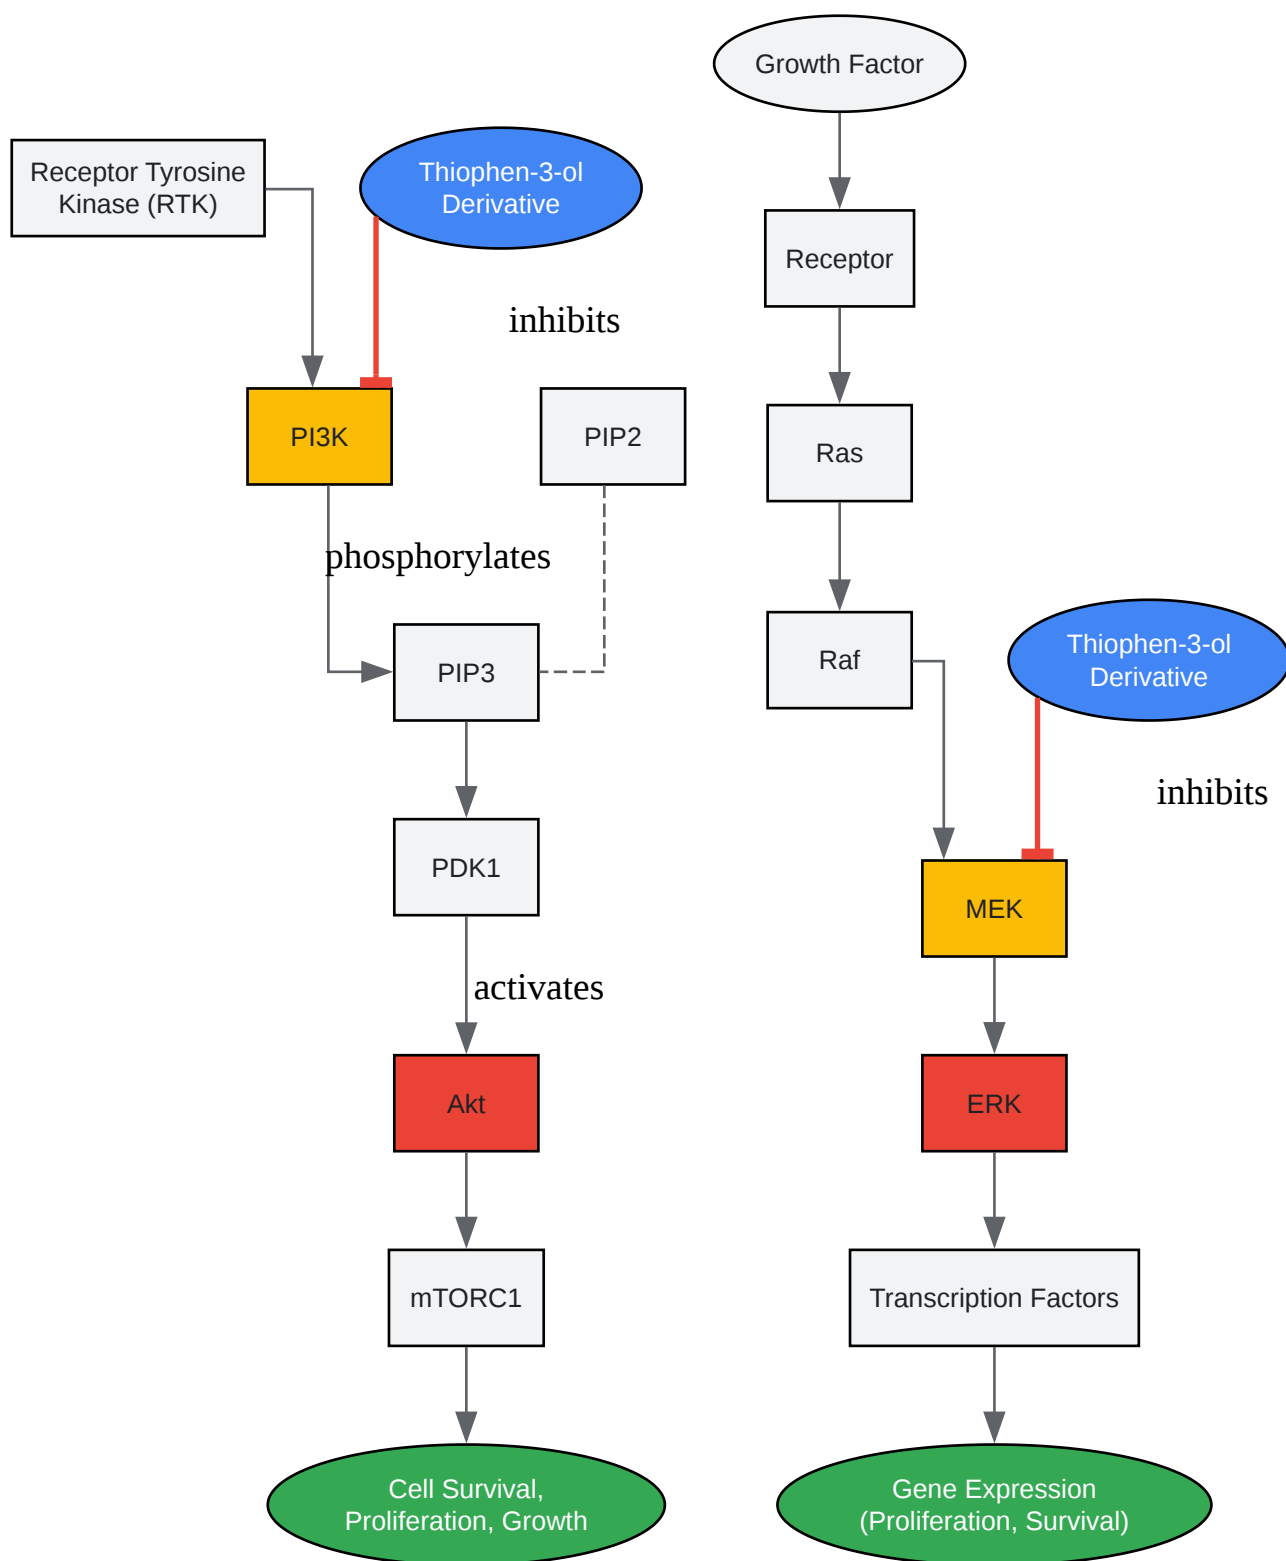 Growth Factor
Receptor Tyrosine
Kinase (RTK)
Thiophen-3-ol
Derivative
Receptor
inhibits
PI3K
PIP2
Ras
phosphorylates
PIP3
Raf
Thiophen-3-ol
Derivative
inhibits
PDK1
MEK
activates
Akt
ERK
mTORC1
Transcription Factors
Cell Survival,
Proliferation, Growth
Gene Expression
(Proliferation, Survival)